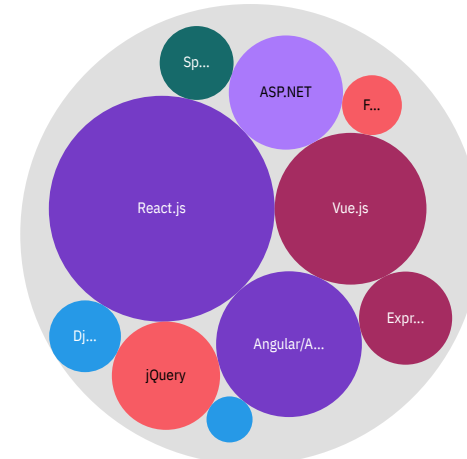 Sp...
ASP.NET
F...
React.js
Vue.js
Expr...
Dj...
Angular/A...
jQuery